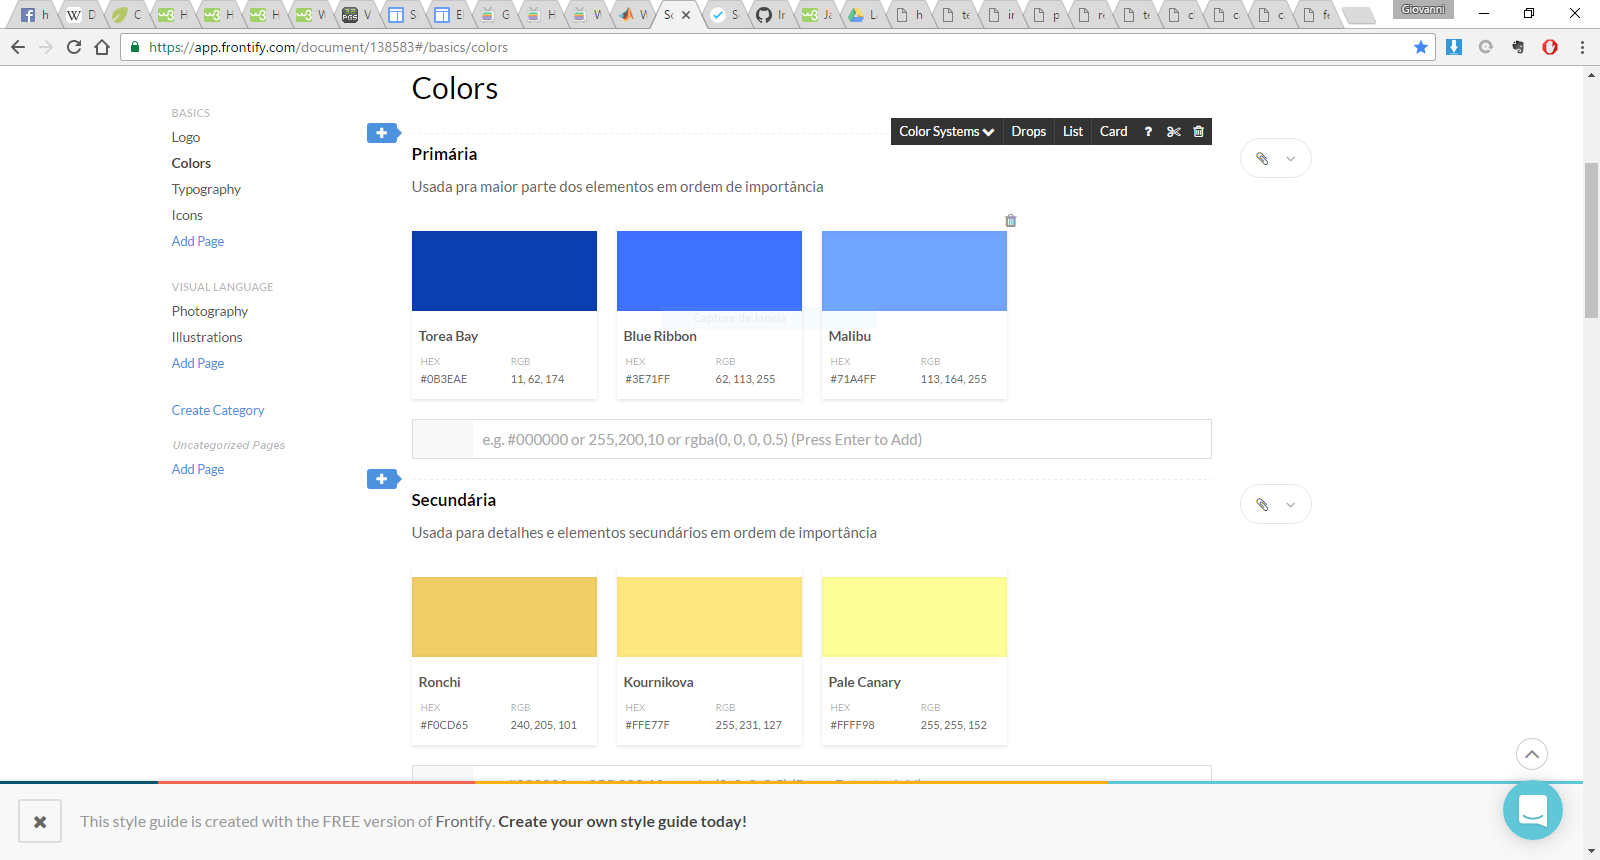 Giovanni
https://app.frontify.com/document/138583#/basics/colors
Colors
BASICS
Logo
Colors
Typography
Icons
Add Page
VISUAL LANGUAGE
Photography
Illustrations
Add Page
Create Category
Uncategorized Pages
Add Page
Color Systems Drops List Card ?
Primária
Usada pra maior parte dos elementos em ordem de importância
Captura de Janela
Torea Bay
HEX RGB
#0B3EAE 11, 62, 174
Blue Ribbon
HEX RGB
#3E71FF 62, 113, 255
Malibu
HEX RGB
#71A4FF 113, 164, 255
e.g. #000000 or 255,200,10 or rgba(0, 0, 0, 0.5) (Press Enter to Add)
Secundária
Usada para detalhes e elementos secundários em ordem de importância
Ronchi
HEX RGB
#F0CD65 240, 205, 101
Kournikova
HEX RGB
#FFE77F 255, 231, 127
Pale Canary
HEX RGB
#FFFF98 255, 255, 152
This style guide is created with the FREE version of Frontify. Create your own style guide today!